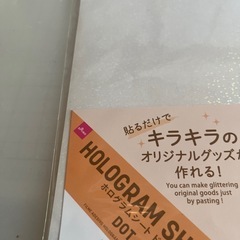 貼るだけで
キラキラの
オリジナルグッズが
作れる!
You can make glittering
original goods just
by pasting !
HOLOGRAM SH
ホログラムシート
DOT